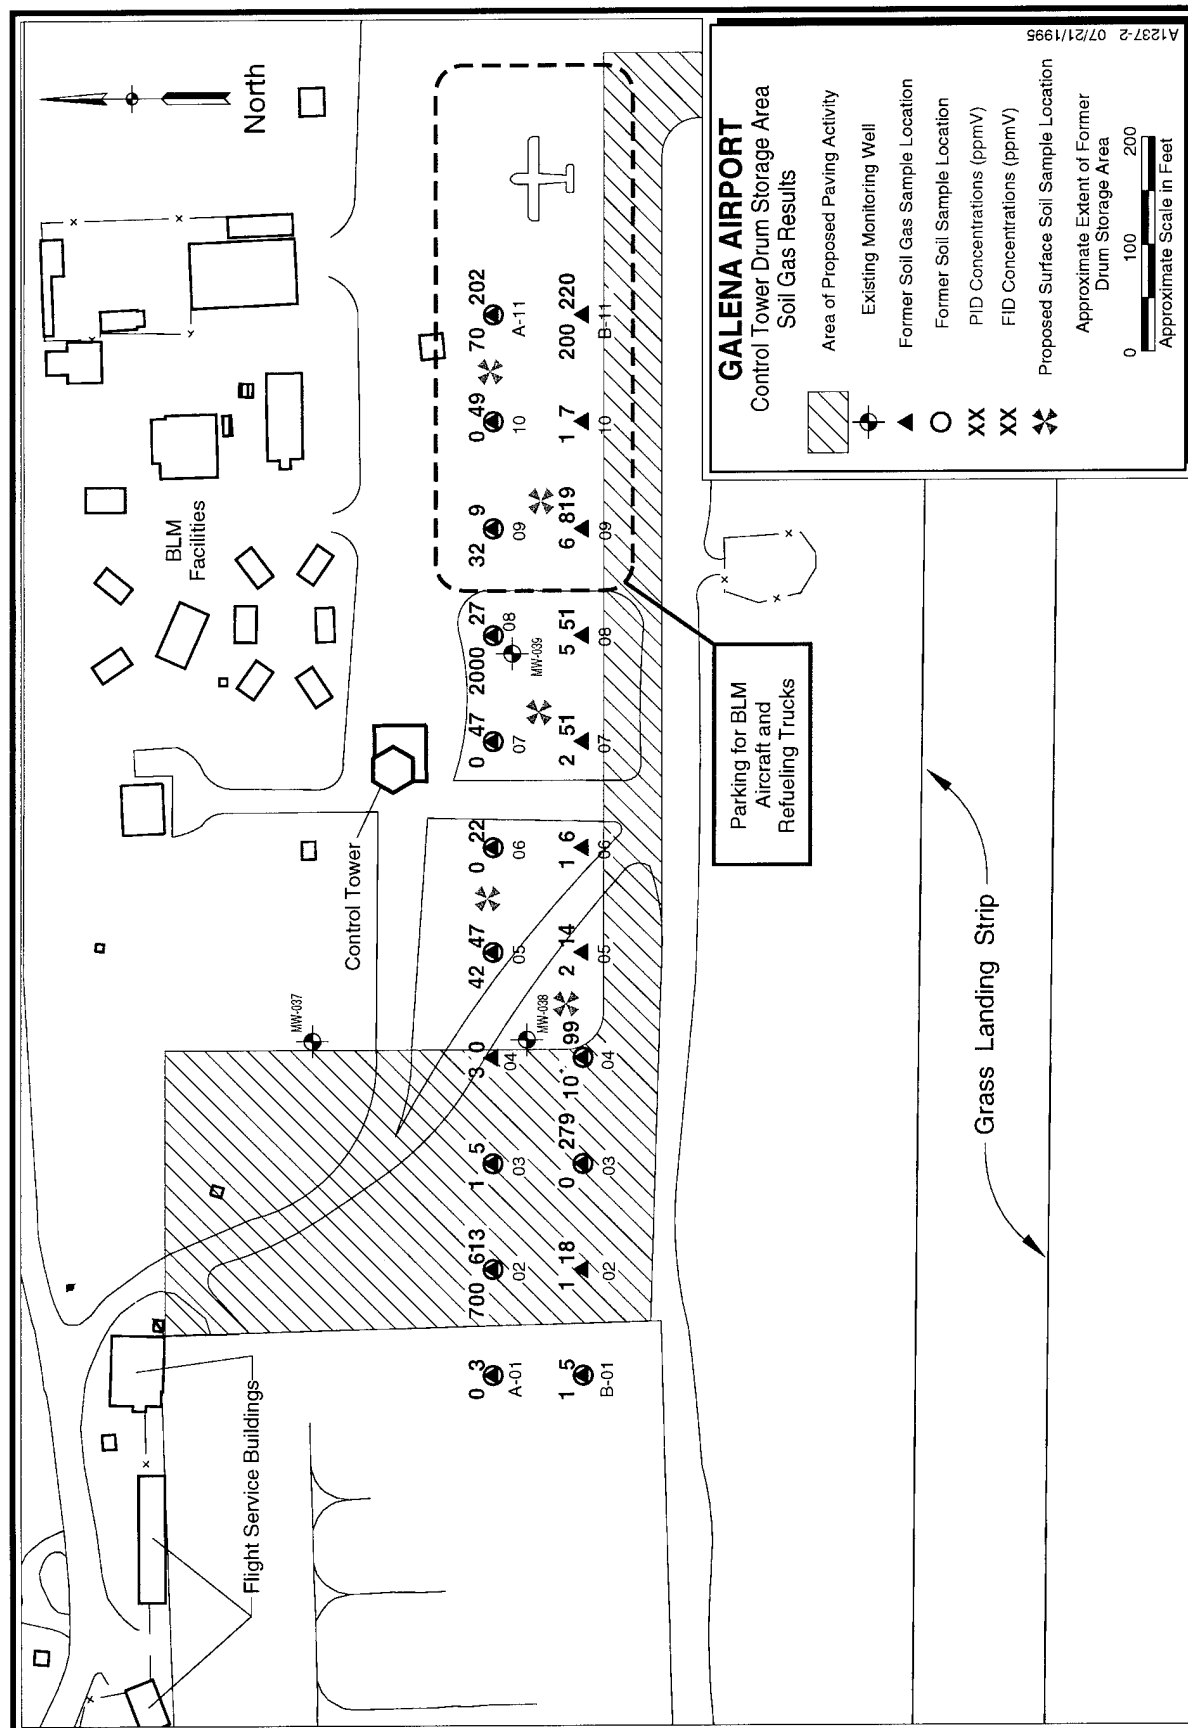 North
BLM
Facilities
Control Tower
Flight Service Buildings
MW-037
MW-038
MW-039
0 3
A-01
700 613
02
1 5
03
3 0
04
42 47
05
0 22
06
0 47
07
2000 27
08
32 9
09
0 49
10
70 202
A-11
1 5
B-01
1 18
02
0 279
03
10 99
04
2 14
05
1 6
06
2 51
07
5 51
08
6 819
09
1 7
10
200 220
B-11
Parking for BLM
Aircraft and
Refueling Trucks
Grass Landing Strip
GALENA AIRPORT
Control Tower Drum Storage Area
Soil Gas Results
Area of Proposed Paving Activity
Existing Monitoring Well
Former Soil Gas Sample Location
Former Soil Sample Location
XX PID Concentrations (ppmV)
XX FID Concentrations (ppmV)
Proposed Surface Soil Sample Location
Approximate Extent of Former
Drum Storage Area
0 100 200
Approximate Scale in Feet
A1237-2 07/21/1995